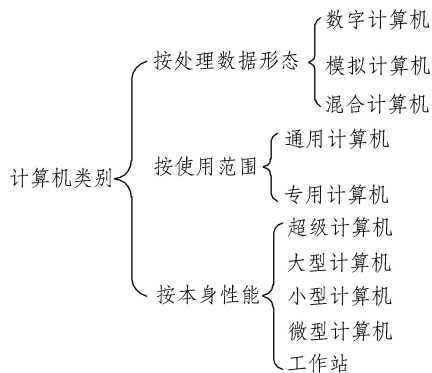 计算机类别
按处理数据形态
数字计算机
模拟计算机
混合计算机
按使用范围
通用计算机
专用计算机
按本身性能
超级计算机
大型计算机
小型计算机
微型计算机
工作站